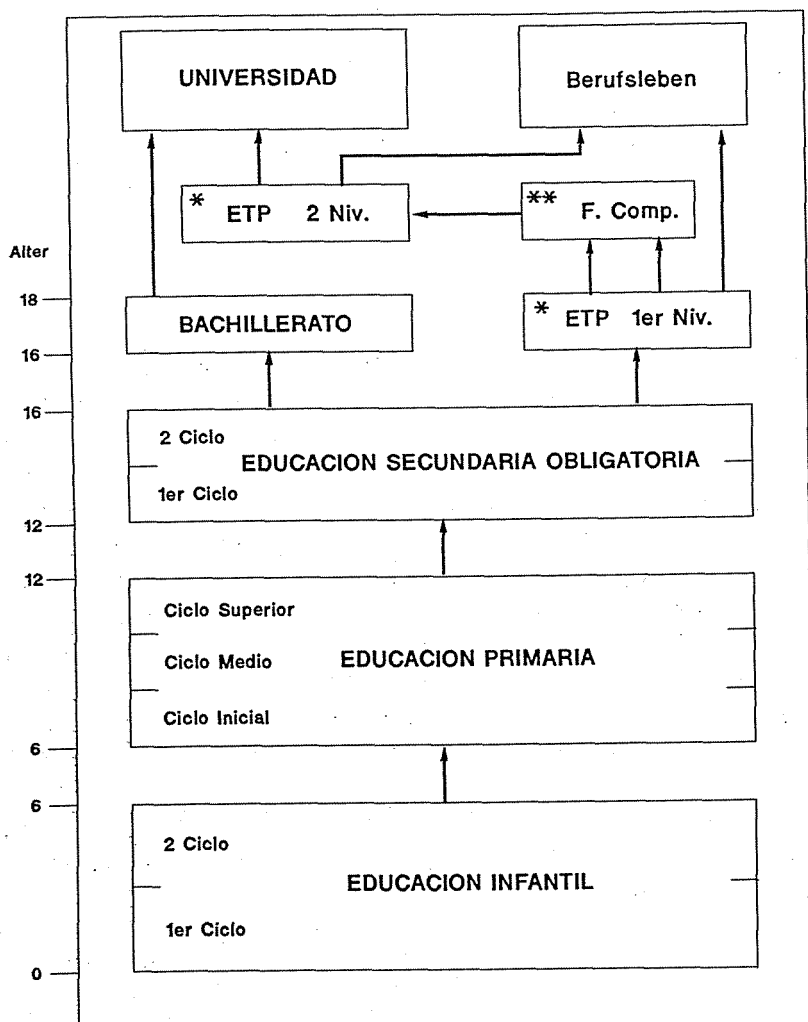 UNIVERSIDAD
Berufsleben
* ETP 2 Niv.
** F. Comp.
Alter
18
BACHILLERATO
* ETP 1er Niv.
16
16
2 Ciclo
EDUCACION SECUNDARIA OBLIGATORIA
1er Ciclo
12
12
Ciclo Superior
Ciclo Medio
EDUCACION PRIMARIA
Ciclo Inicial
6
6
2 Ciclo
EDUCACION INFANTIL
1er Ciclo
0